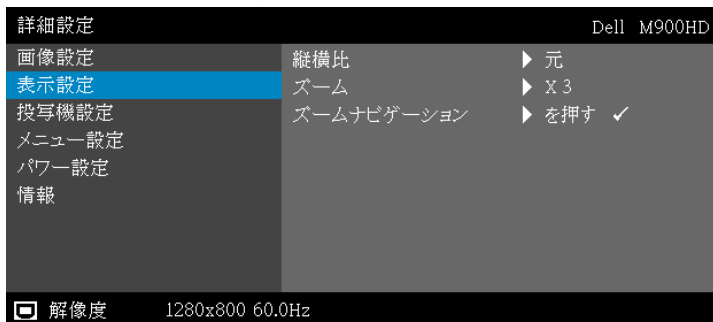 詳細設定 Dell M900HD
画像設定
表示設定
投写機設定
メニュー設定
パワー設定
情報
縦横比 元
ズーム X 3
ズームナビゲーション を押す ✓
解像度 1280x800 60.0Hz